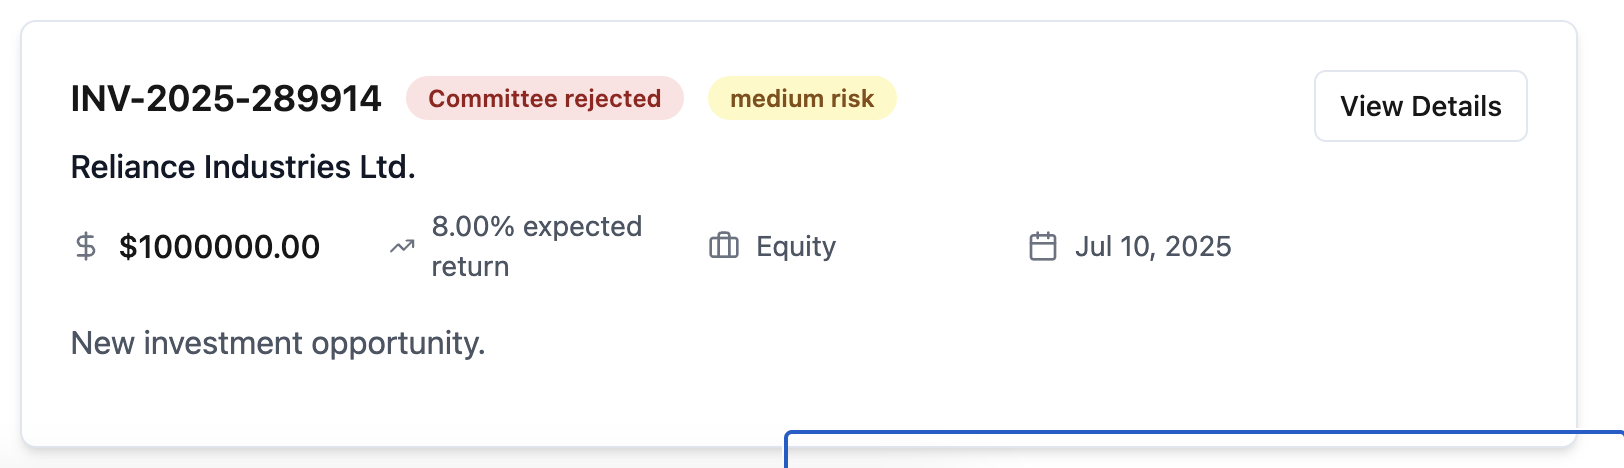 INV-2025-289914 Committee rejected medium risk View Details
Reliance Industries Ltd.
$1000000.00 8.00% expected return Equity Jul 10, 2025
New investment opportunity.